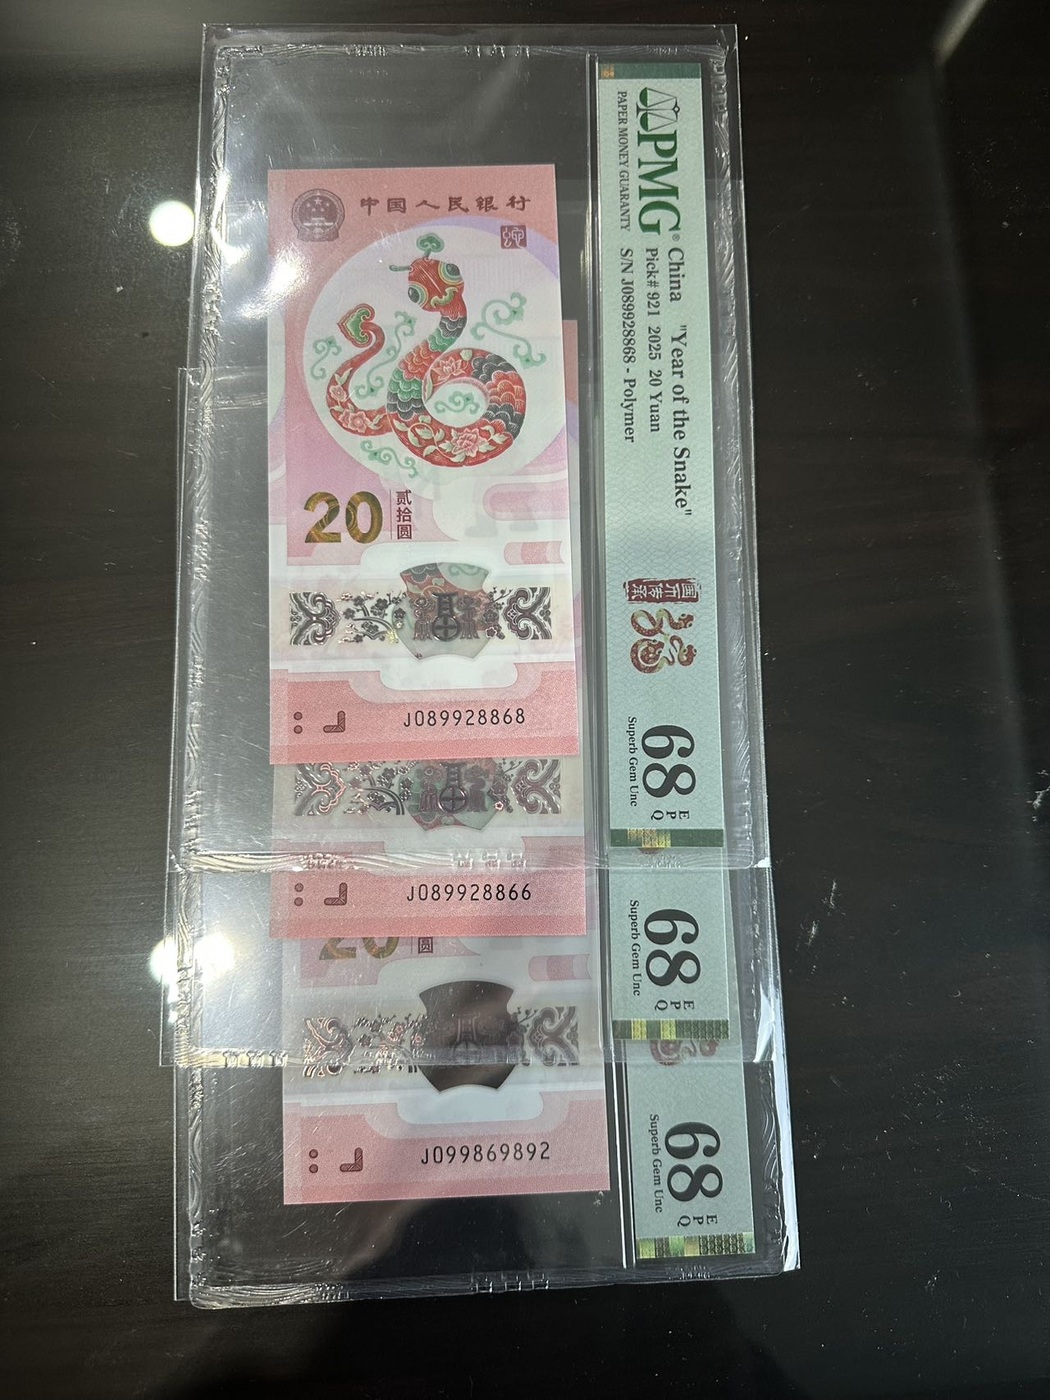 中国人民银行
20
贰拾圆
J089928868
J089928866
20
圆
J099869892
PMG®
PAPER MONEY GUARANTY
China "Year of the Snake"
Pick# 921 2025 20 Yuan
S/N J089928868 - Polymer
68
EPQ
Superb Gem Unc
68
EPQ
Superb Gem Unc
68
EPQ
Superb Gem Unc